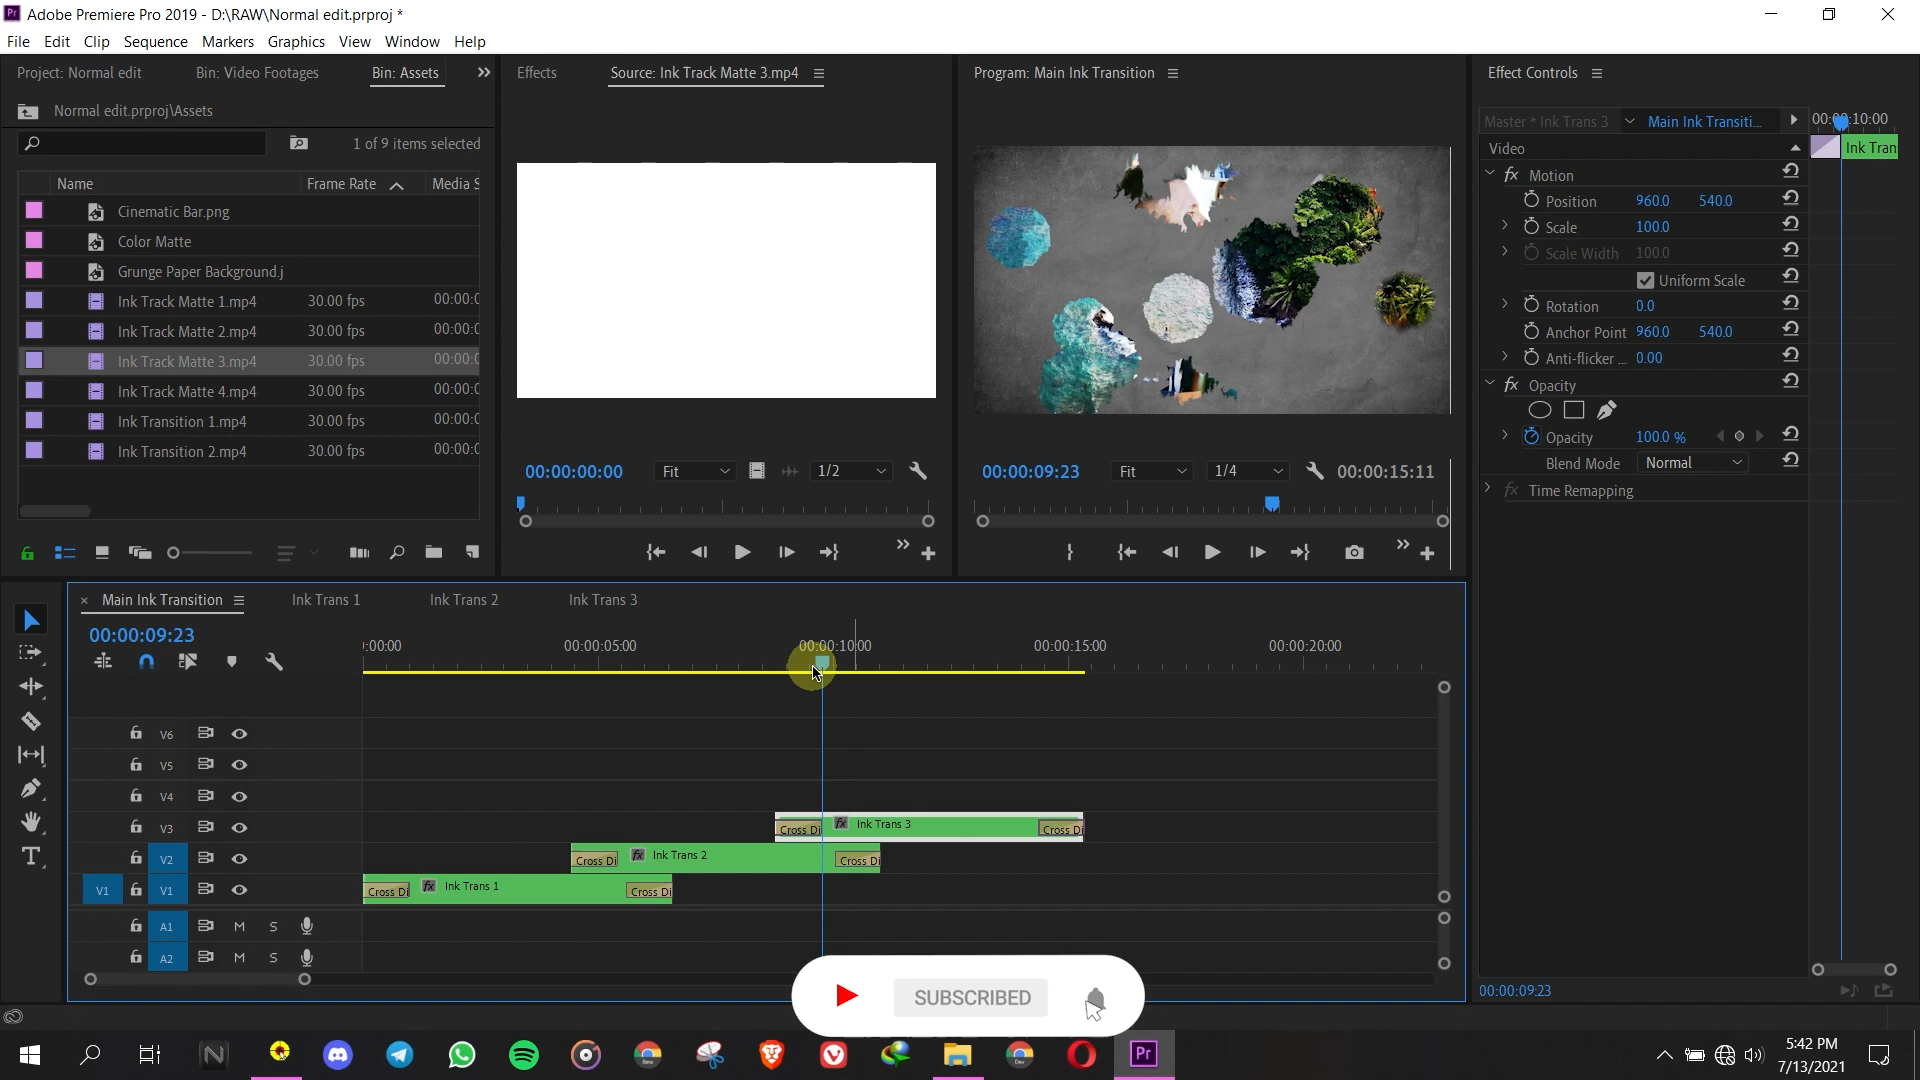 Adobe Premiere Pro 2019 - D:\RAW\Normal edit.prproj *
File Edit Clip Sequence Markers Graphics View Window Help
Project: Normal edit Bin: Video Footages Bin: Assets
Normal edit.prproj\Assets
1 of 9 items selected
Name Frame Rate Media S
Cinematic Bar.png
Color Matte
Grunge Paper Background.j
Ink Track Matte 1.mp4 30.00 fps 00:00:0
Ink Track Matte 2.mp4 30.00 fps 00:00:0
Ink Track Matte 3.mp4 30.00 fps 00:00:0
Ink Track Matte 4.mp4 30.00 fps 00:00:0
Ink Transition 1.mp4 30.00 fps 00:00:0
Ink Transition 2.mp4 30.00 fps 00:00:0
Effects Source: Ink Track Matte 3.mp4
00:00:00:00 Fit 1/2
Program: Main Ink Transition
00:00:09:23 Fit 1/4 00:00:15:11
Effect Controls
Master * Ink Trans 3 Main Ink Transiti... 00:00:10:00
Video Ink Tran
fx Motion
Position 960.0 540.0
Scale 100.0
Scale Width 100.0
Uniform Scale
Rotation 0.0
Anchor Point 960.0 540.0
Anti-flicker ... 0.00
fx Opacity
Opacity 100.0 %
Blend Mode Normal
fx Time Remapping
00:00:09:23
Main Ink Transition Ink Trans 1 Ink Trans 2 Ink Trans 3
00:00:09:23
:00:00 00:00:05:00 00:00:10:00 00:00:15:00 00:00:20:00
V6
V5
V4
V3 Cross Di fx Ink Trans 3 Cross Di
V2 Cross Di fx Ink Trans 2 Cross Di
V1 V1 Cross Di fx Ink Trans 1 Cross Di
A1 M S
A2 M S
SUBSCRIBED
Pr
5:42 PM
7/13/2021